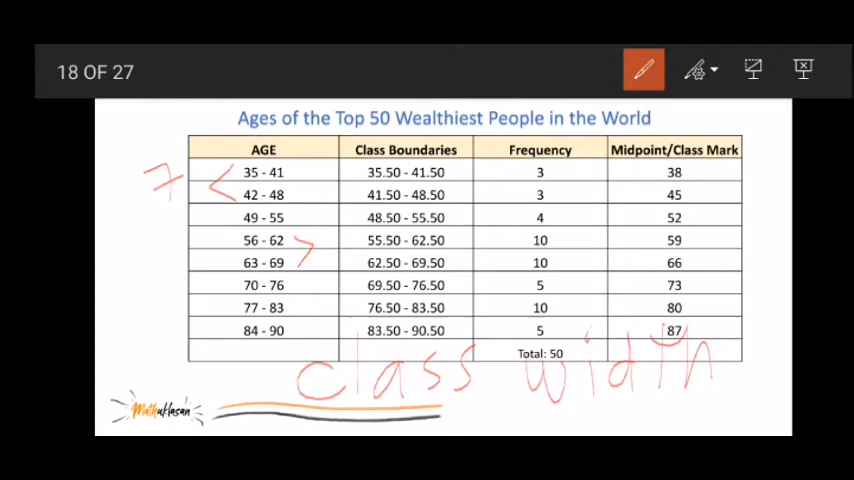 18 OF 27
Ages of the Top 50 Wealthiest People in the World
AGE Class Boundaries Frequency Midpoint/Class Mark
35 - 41 35.50 - 41.50 3 38
7 <
42 - 48 41.50 - 48.50 3 45
49 - 55 48.50 - 55.50 4 52
56 - 62 > 55.50 - 62.50 10 59
63 - 69 62.50 - 69.50 10 66
70 - 76 69.50 - 76.50 5 73
77 - 83 76.50 - 83.50 10 80
84 - 90 83.50 - 90.50 5 87
Total: 50
class width
Mathuklasan